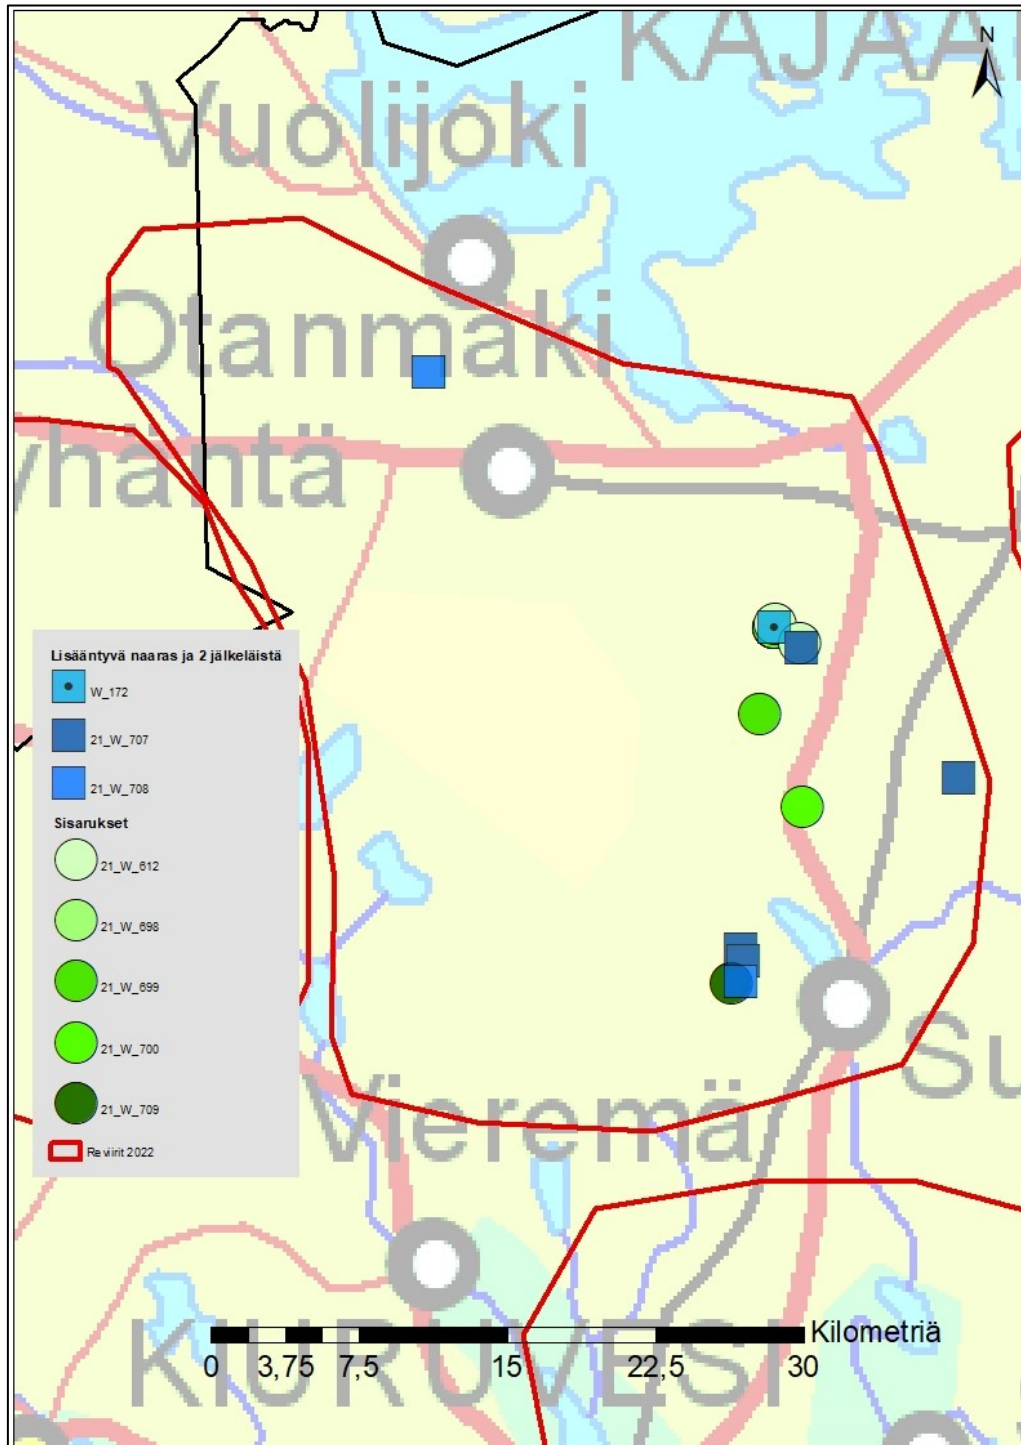 KAJAA
N
Vuolijoki
Otanmäki
yhäntä
Lisääntyvä naaras ja 2 jälkeläistä
W_172
21_W_707
21_W_708
Sisarukset
21_W_612
21_W_698
21_W_699
21_W_700
21_W_709
Reviirit 2022
Su
Vieremä
Kilometriä
0 3,75 7,5 15 22,5 30
KIURUVESI